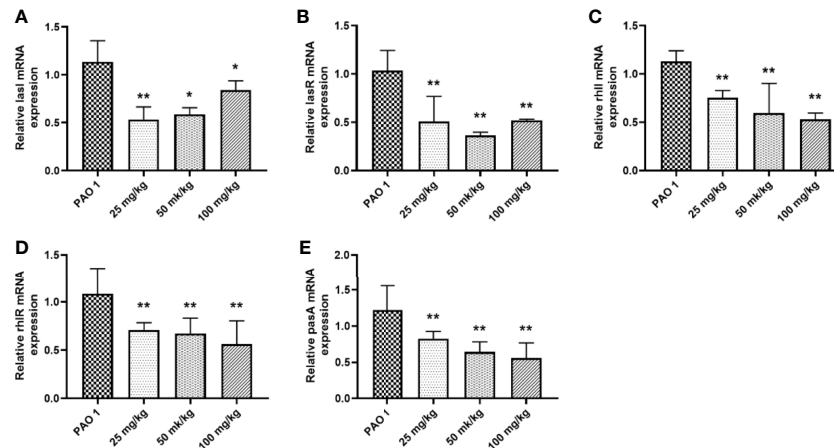 A
Relative lasI mRNA
expression
1.5
1.0
0.5
0.0
**
*
*
PAO 1
25 mg/kg
50 mk/kg
100 mg/kg
B
Relative lasR mRNA
expression
1.5
1.0
0.5
0.0
**
**
**
PAO 1
25 mg/kg
50 mk/kg
100 mg/kg
C
Relative rhlI mRNA
expression
1.5
1.0
0.5
0.0
**
**
**
PAO 1
25 mg/kg
50 mk/kg
100 mg/kg
D
Relative rhlR mRNA
expression
1.5
1.0
0.5
0.0
**
**
**
PAO 1
25 mg/kg
50 mk/kg
100 mg/kg
E
Relative pasA mRNA
expression
2.0
1.5
1.0
0.5
0.0
**
**
**
PAO 1
25 mg/kg
50 mk/kg
100 mg/kg